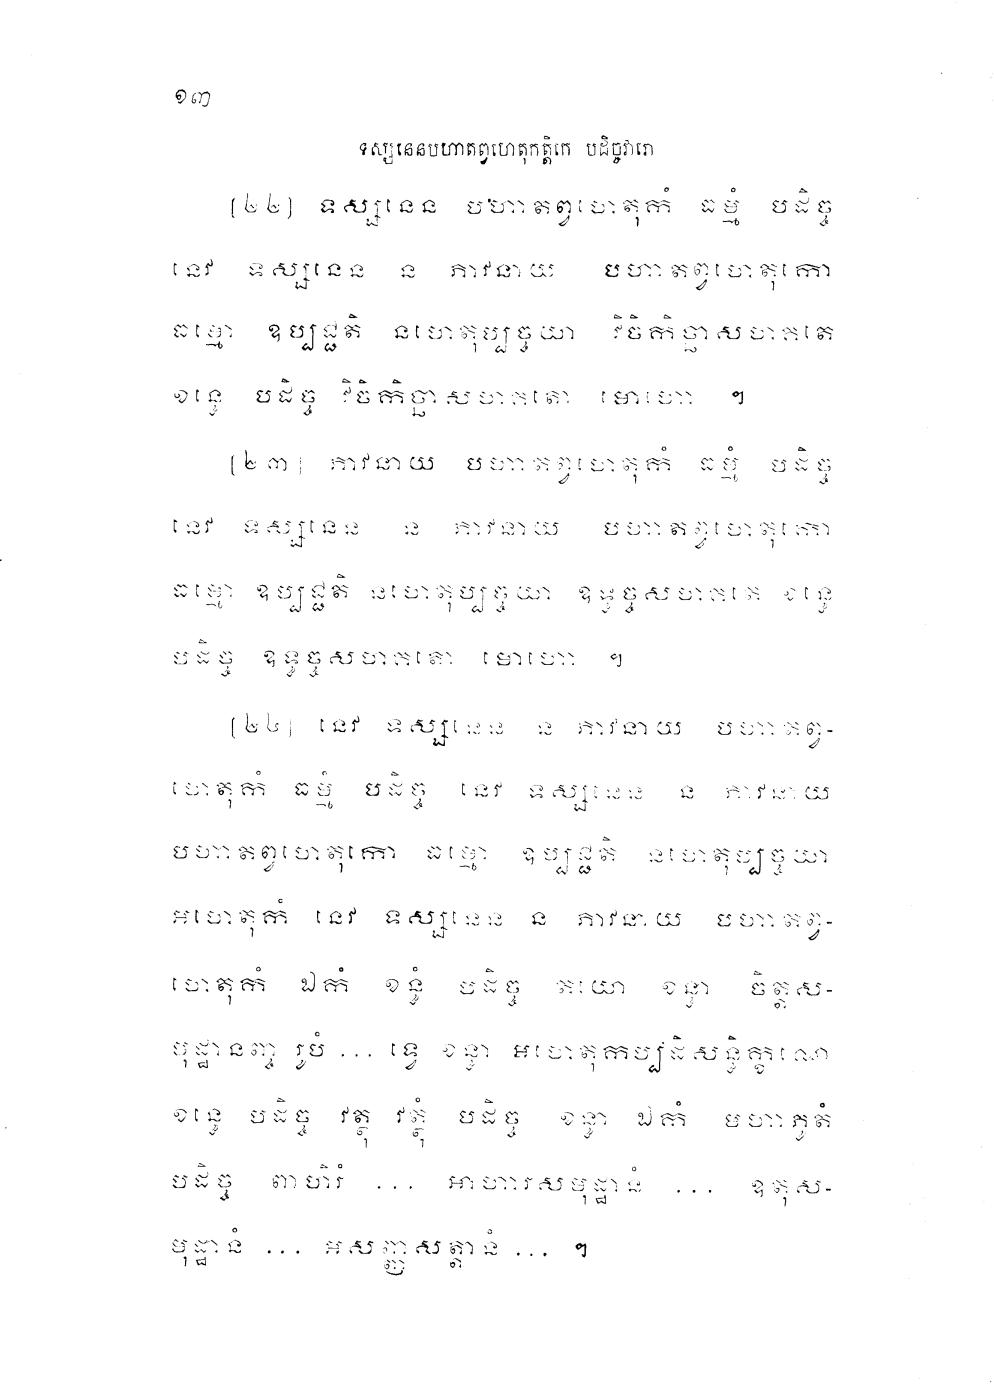 ១៣
ទស្សនេនបហាតព្វហេតុកត្តិកេ បដិច្ចវារោ
[២២] ទស្សនេន បហាតព្វហេតុកំ ធម្មំ បដិច្ច
នេវ ទស្សនេន ន ភាវនាយ បហាតព្វហេតុកោ
ធម្មោ ឧប្បជ្ជតិ នហេតុប្បច្ចយា វិចិកិច្ឆាសហគតេ
ខន្ធេ បដិច្ច វិចិកិច្ឆាសហគតោ មោហោ ។
[២៣] ភាវនាយ បហាតព្វហេតុកំ ធម្មំ បដិច្ច
នេវ ទស្សនេន ន ភាវនាយ បហាតព្វហេតុកោ
ធម្មោ ឧប្បជ្ជតិ នហេតុប្បច្ចយា ឧទ្ធច្ចសហគតេ ខន្ធេ
បដិច្ច ឧទ្ធច្ចសហគតោ មោហោ ។
[២៤] នេវ ទស្សនេន ន ភាវនាយ បហាតព្វ-
ហេតុកំ ធម្មំ បដិច្ច នេវ ទស្សនេន ន ភាវនាយ
បហាតព្វហេតុកោ ធម្មោ ឧប្បជ្ជតិ នហេតុប្បច្ចយា
អហេតុកំ នេវ ទស្សនេន ន ភាវនាយ បហាតព្វ-
ហេតុកំ ឯកំ ខន្ធំ បដិច្ច តយោ ខន្ធា ចិត្តស-
មុដ្ឋានញ្ច រូបំ ... ទ្វេ ខន្ធា អហេតុកប្បដិសន្ធិក្ខណេ
ខន្ធេ បដិច្ច វត្ថុ វត្ថុំ បដិច្ច ខន្ធា ឯកំ មហាភូតំ
បដិច្ច ពាហិរំ ... អាហារសមុដ្ឋានំ ... ឧតុស-
មុដ្ឋានំ ... អសញ្ញសត្តានំ ... ។